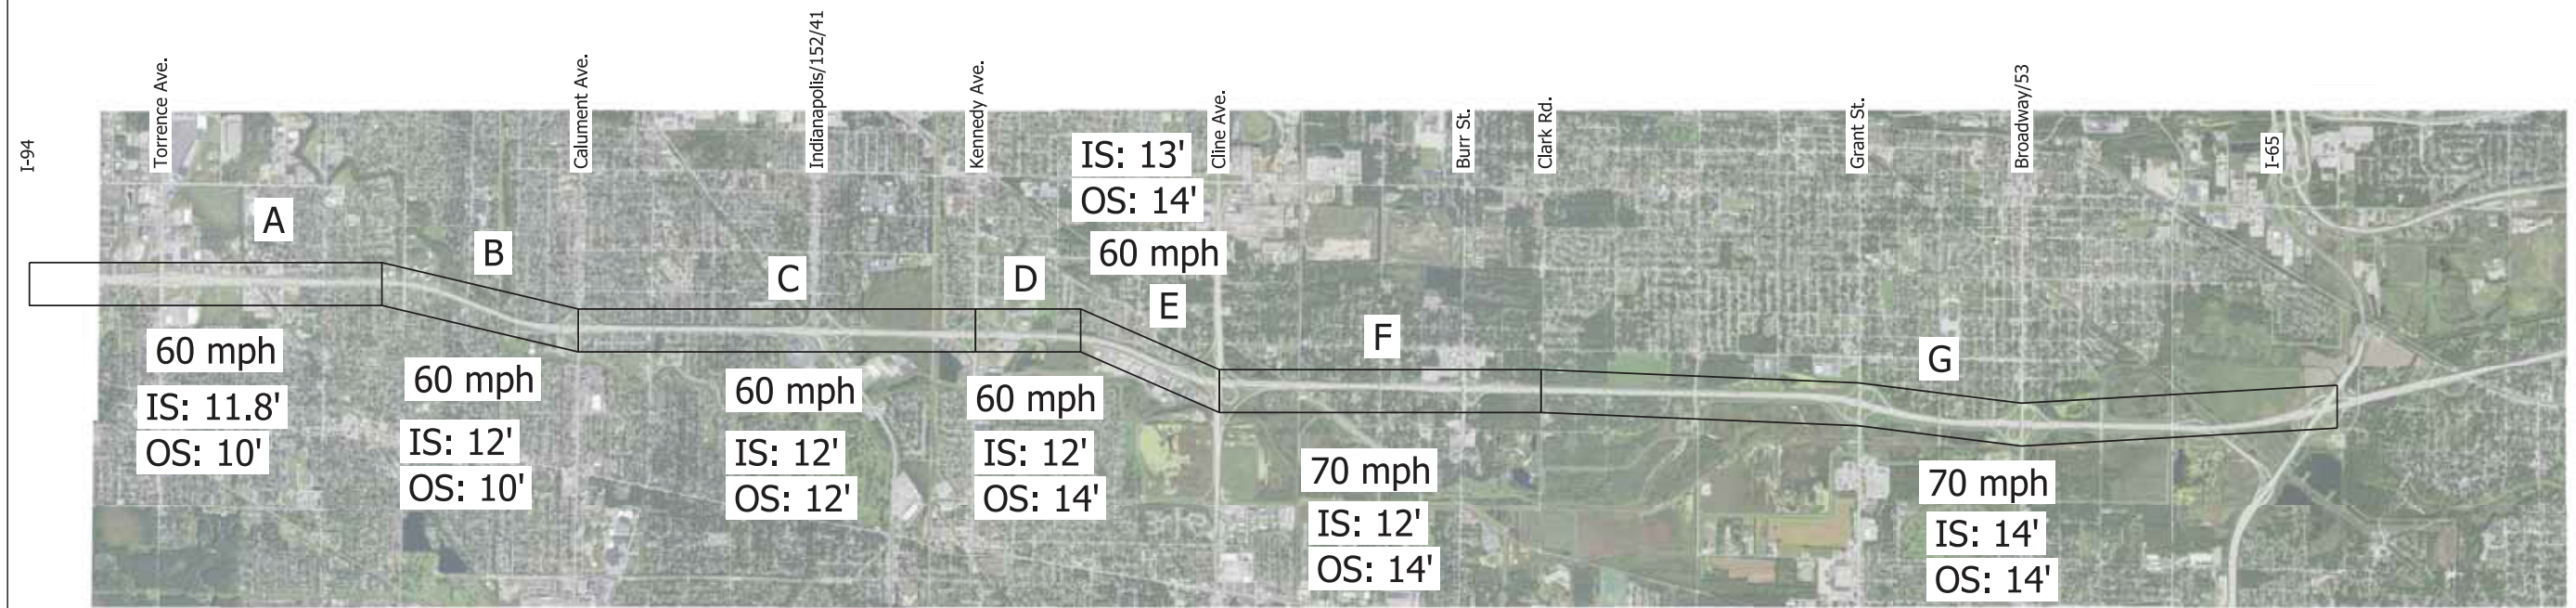 I-94
Torrence Ave.
Calument Ave.
Indianapolis/152/41
Kennedy Ave.
Cline Ave.
Burr St.
Clark Rd.
Grant St.
Broadway/53
I-65
A
60 mph
IS: 11.8'
OS: 10'
B
60 mph
IS: 12'
OS: 10'
C
60 mph
IS: 12'
OS: 12'
D
60 mph
IS: 12'
OS: 14'
IS: 13'
OS: 14'
60 mph
E
F
70 mph
IS: 12'
OS: 14'
G
70 mph
IS: 14'
OS: 14'